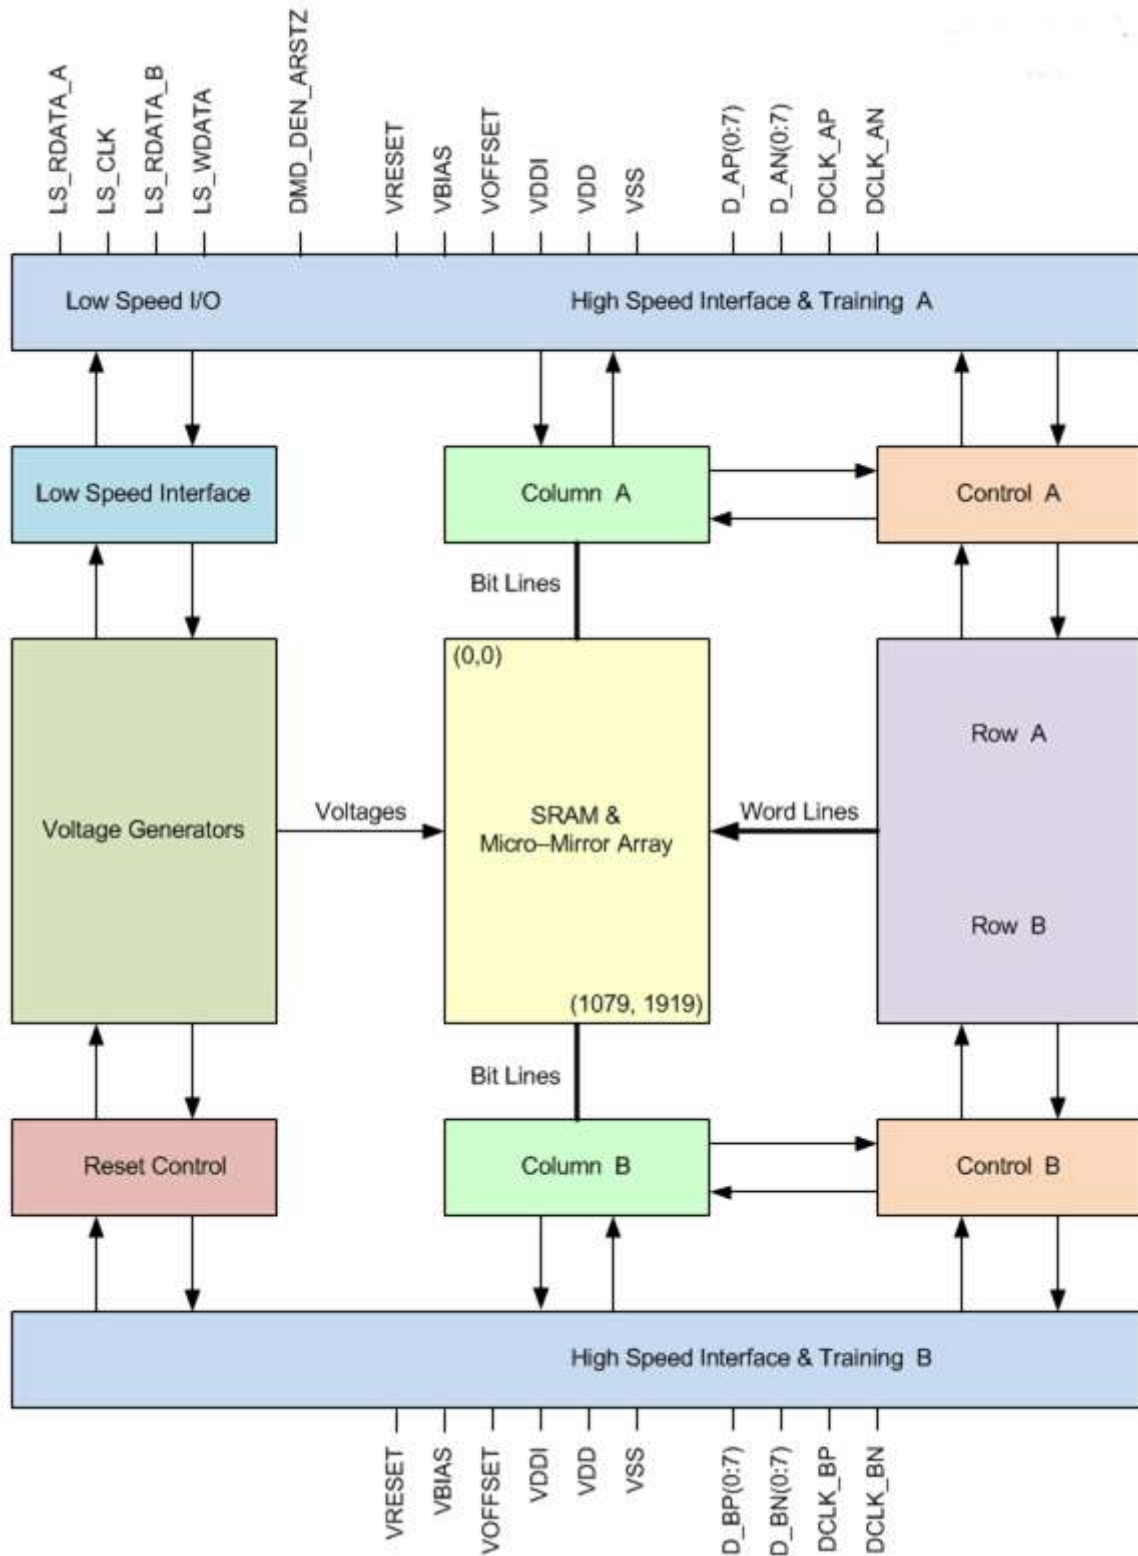 LS_RDATA_A
LS_CLK
LS_RDATA_B
LS_WDATA
DMD_DEN_ARSTZ
VRESET
VBIAS
VOFFSET
VDDI
VDD
VSS
D_AP(0:7)
D_AN(0:7)
DCLK_AP
DCLK_AN
Low Speed I/O
High Speed Interface & Training A
Low Speed Interface
Column A
Control A
Bit Lines
(0,0)
Row A
Voltage Generators
Voltages
SRAM &
Micro–Mirror Array
Word Lines
Row B
(1079, 1919)
Bit Lines
Reset Control
Column B
Control B
High Speed Interface & Training B
VRESET
VBIAS
VOFFSET
VDDI
VDD
VSS
D_BP(0:7)
D_BN(0:7)
DCLK_BP
DCLK_BN